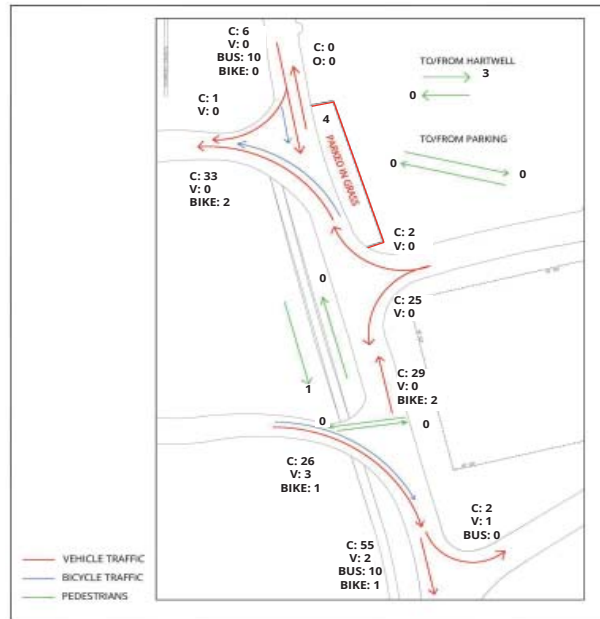 C: 6
V: 0
BUS: 10
BIKE: 0
C: 0
O: 0
TO/FROM HARTWELL
3
0
C: 1
V: 0
4
PARKED IN GRASS
TO/FROM PARKING
0
0
C: 33
V: 0
BIKE: 2
C: 2
V: 0
0
C: 25
V: 0
1
C: 29
V: 0
BIKE: 2
0
0
C: 26
V: 3
BIKE: 1
C: 2
V: 1
BUS: 0
C: 55
V: 2
BUS: 10
BIKE: 1
VEHICLE TRAFFIC
BICYCLE TRAFFIC
PEDESTRIANS